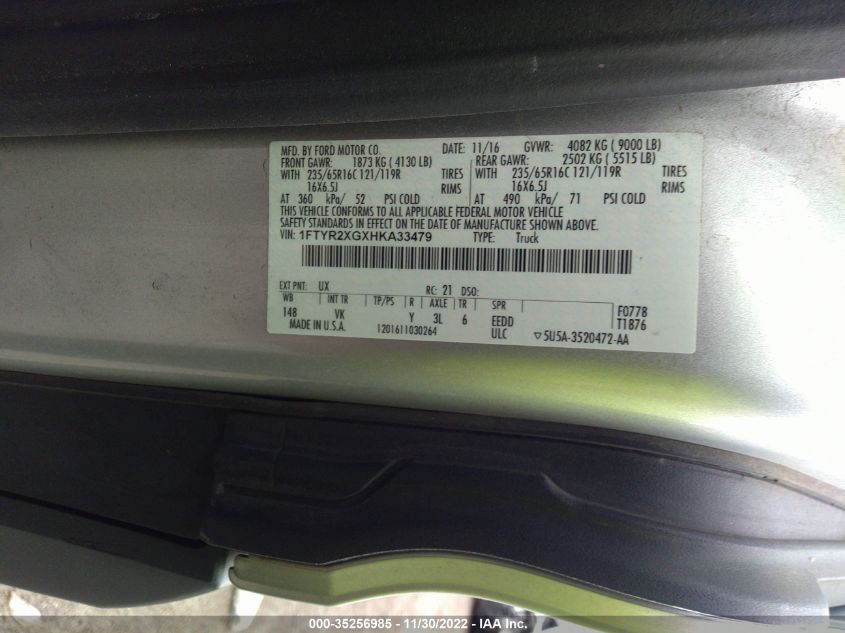 MFD. BY FORD MOTOR CO. DATE: 11/16 GVWR: 4082 KG ( 9000 LB)
FRONT GAWR: 1873 KG ( 4130 LB) REAR GAWR: 2502 KG ( 5515 LB)
WITH 235/65R16C 121/119R TIRES WITH 235/65R16C 121/119R TIRES
16X6.5J RIMS 16X6.5J RIMS
AT 360 kPa/ 52 PSI COLD AT 490 kPa/ 71 PSI COLD
THIS VEHICLE CONFORMS TO ALL APPLICABLE FEDERAL MOTOR VEHICLE
SAFETY STANDARDS IN EFFECT ON THE DATE OF MANUFACTURE SHOWN ABOVE.
VIN: 1FTYR2XGXHKA33479 TYPE: Truck
EXT PNT: UX RC: 21 DSO:
WB INT TR TP/PS R AXLE TR SPR F0778
148 VK Y 3L 6 EEDD T1876
MADE IN U.S.A. 1201611030264 ULC ▽5U5A-3520472-AA
000-35256985 - 11/30/2022 - IAA Inc.